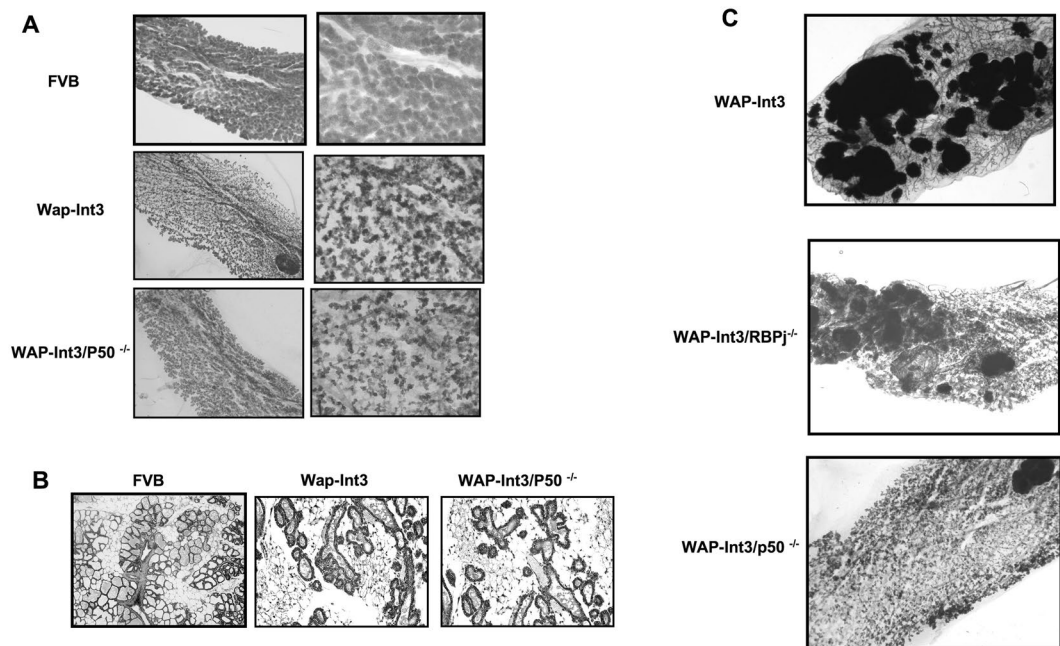 A
FVB
Wap-Int3
WAP-Int3/P50 -/-
B
FVB
Wap-Int3
WAP-Int3/P50 -/-
C
WAP-Int3
WAP-Int3/RBPj-/-
WAP-Int3/p50 -/-